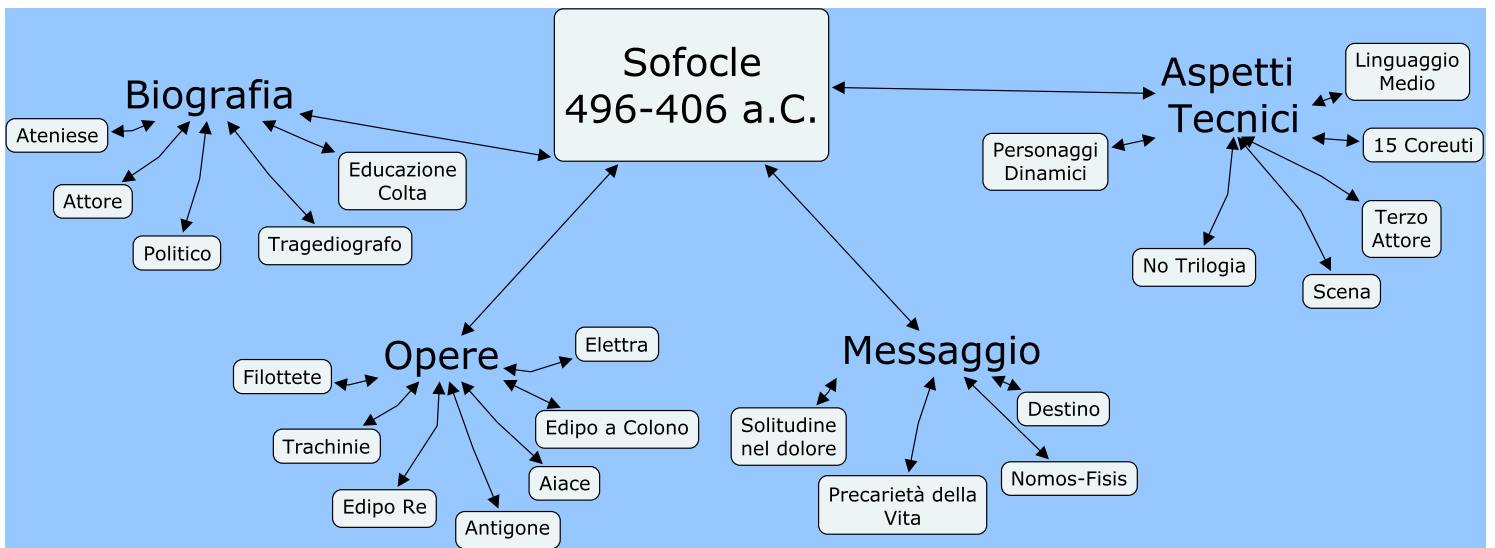 Sofocle
496-406 a.C.
Biografia
Ateniese
Attore
Politico
Tragediografo
Educazione
Colta
Aspetti
Tecnici
Linguaggio
Medio
15 Coreuti
Personaggi
Dinamici
Terzo
Attore
No Trilogia
Scena
Opere
Elettra
Filottete
Edipo a Colono
Trachinie
Aiace
Edipo Re
Antigone
Messaggio
Destino
Solitudine
nel dolore
Nomos-Fisis
Precarietà della
Vita